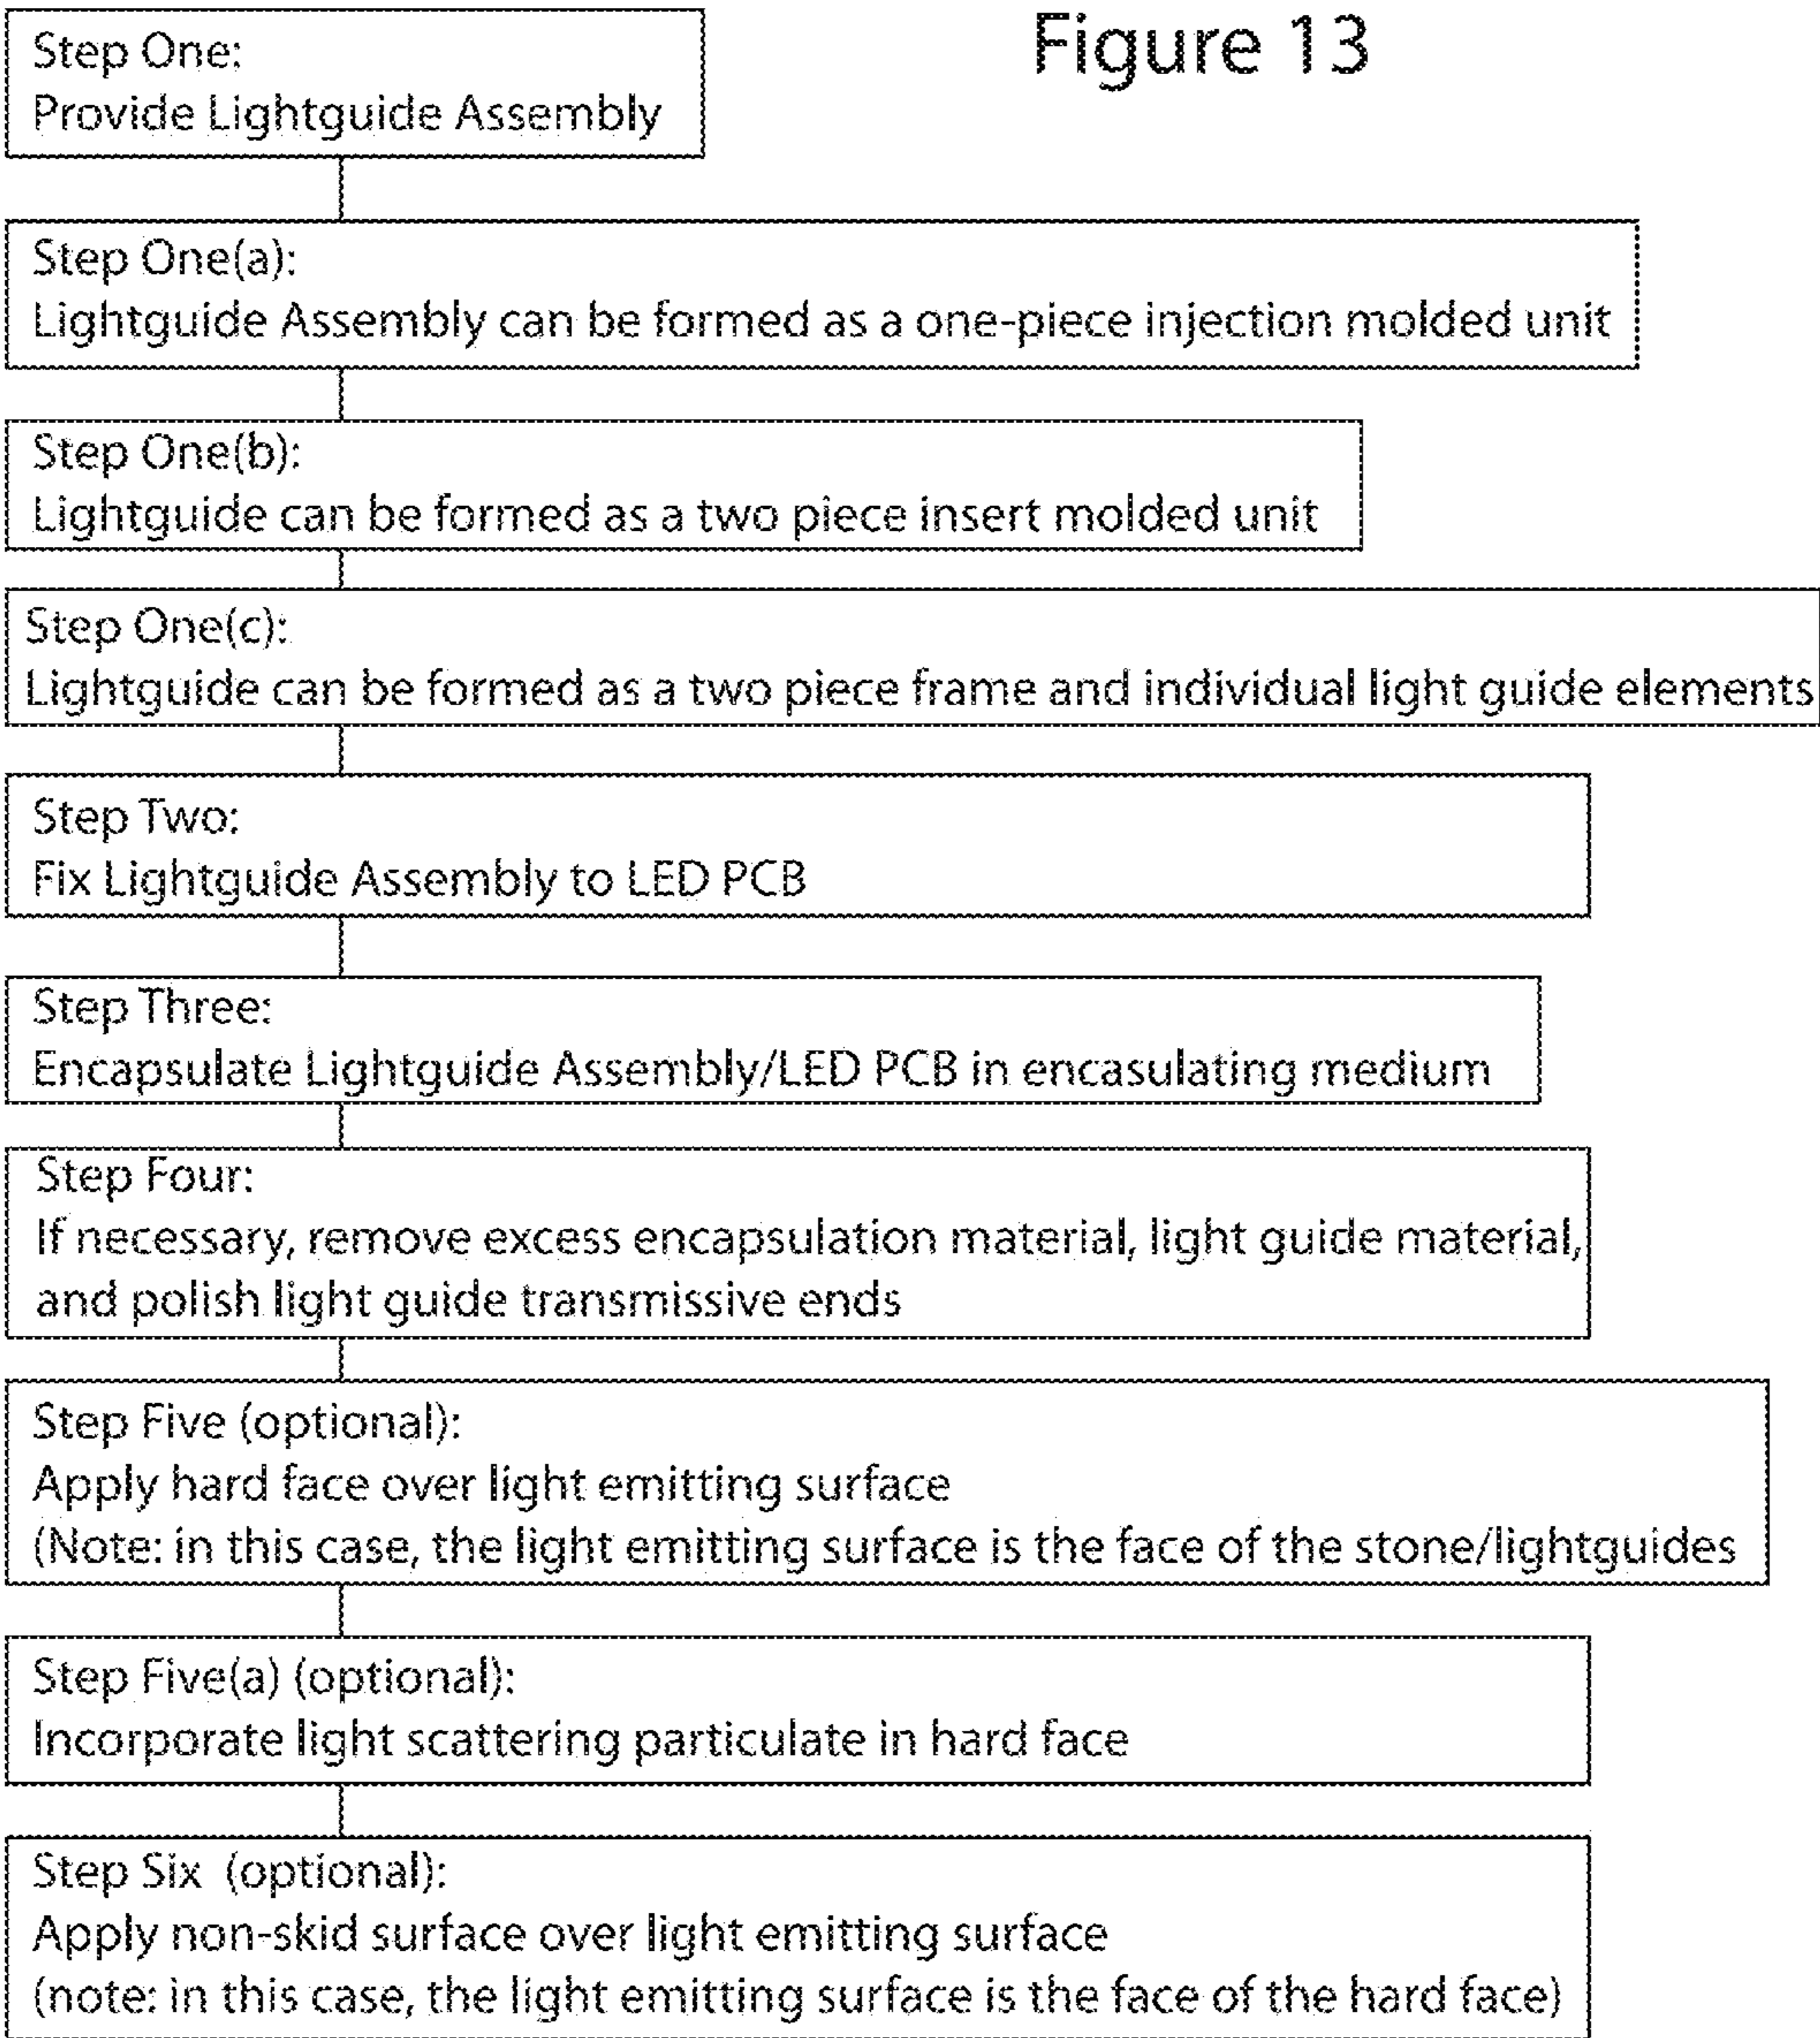 Figure 13
Step One:
Provide Lightguide Assembly
Step One(a):
Lightguide Assembly can be formed as a one-piece injection molded unit
Step One(b):
Lightguide can be formed as a two piece insert molded unit
Step One(c):
Lightguide can be formed as a two piece frame and individual light guide elements
Step Two:
Fix Lightguide Assembly to LED PCB
Step Three:
Encapsulate Lightguide Assembly/LED PCB in encasulating medium
Step Four:
If necessary, remove excess encapsulation material, light guide material,
and polish light guide transmissive ends
Step Five (optional):
Apply hard face over light emitting surface
(Note: in this case, the light emitting surface is the face of the stone/lightguides
Step Five(a) (optional):
Incorporate light scattering particulate in hard face
Step Six (optional):
Apply non-skid surface over light emitting surface
(note: in this case, the light emitting surface is the face of the hard face)